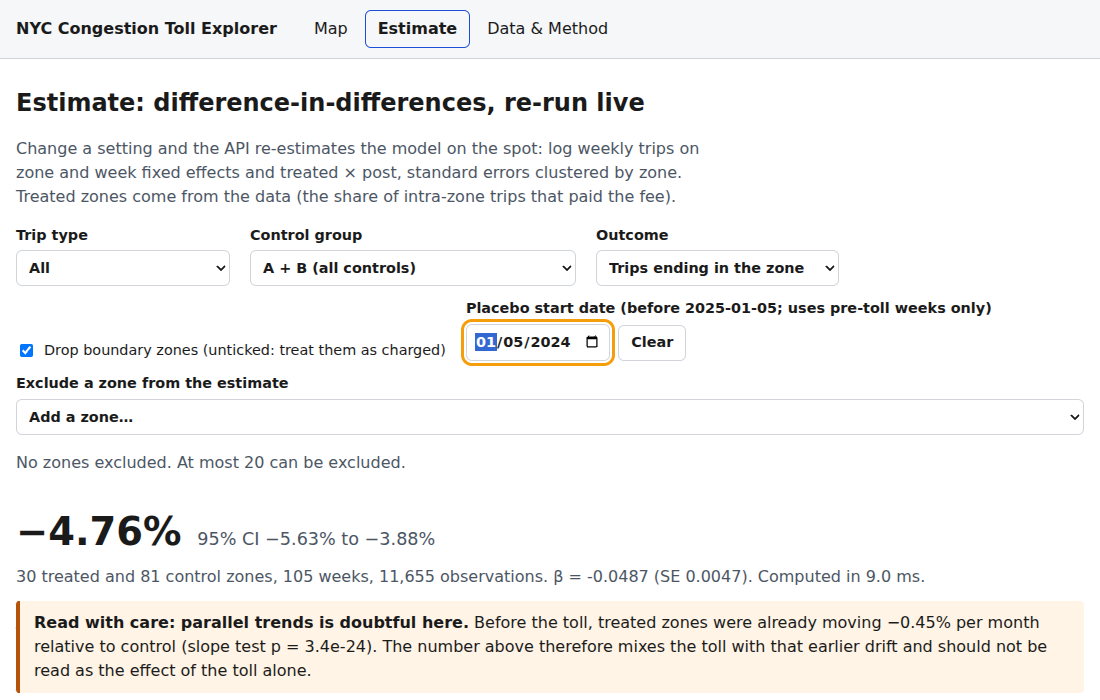 NYC Congestion Toll Explorer Map Estimate Data & Method
Estimate: difference-in-differences, re-run live
Change a setting and the API re-estimates the model on the spot: log weekly trips on
zone and week fixed effects and treated × post, standard errors clustered by zone.
Treated zones come from the data (the share of intra-zone trips that paid the fee).
Trip type Control group Outcome
All A + B (all controls) Trips ending in the zone
Placebo start date (before 2025-01-05; uses pre-toll weeks only)
Drop boundary zones (unticked: treat them as charged) 01/05/2024 Clear
Exclude a zone from the estimate
Add a zone...
No zones excluded. At most 20 can be excluded.
−4.76% 95% CI −5.63% to −3.88%
30 treated and 81 control zones, 105 weeks, 11,655 observations. β = -0.0487 (SE 0.0047). Computed in 9.0 ms.
Read with care: parallel trends is doubtful here. Before the toll, treated zones were already moving −0.45% per month
relative to control (slope test p = 3.4e-24). The number above therefore mixes the toll with that earlier drift and should not be
read as the effect of the toll alone.